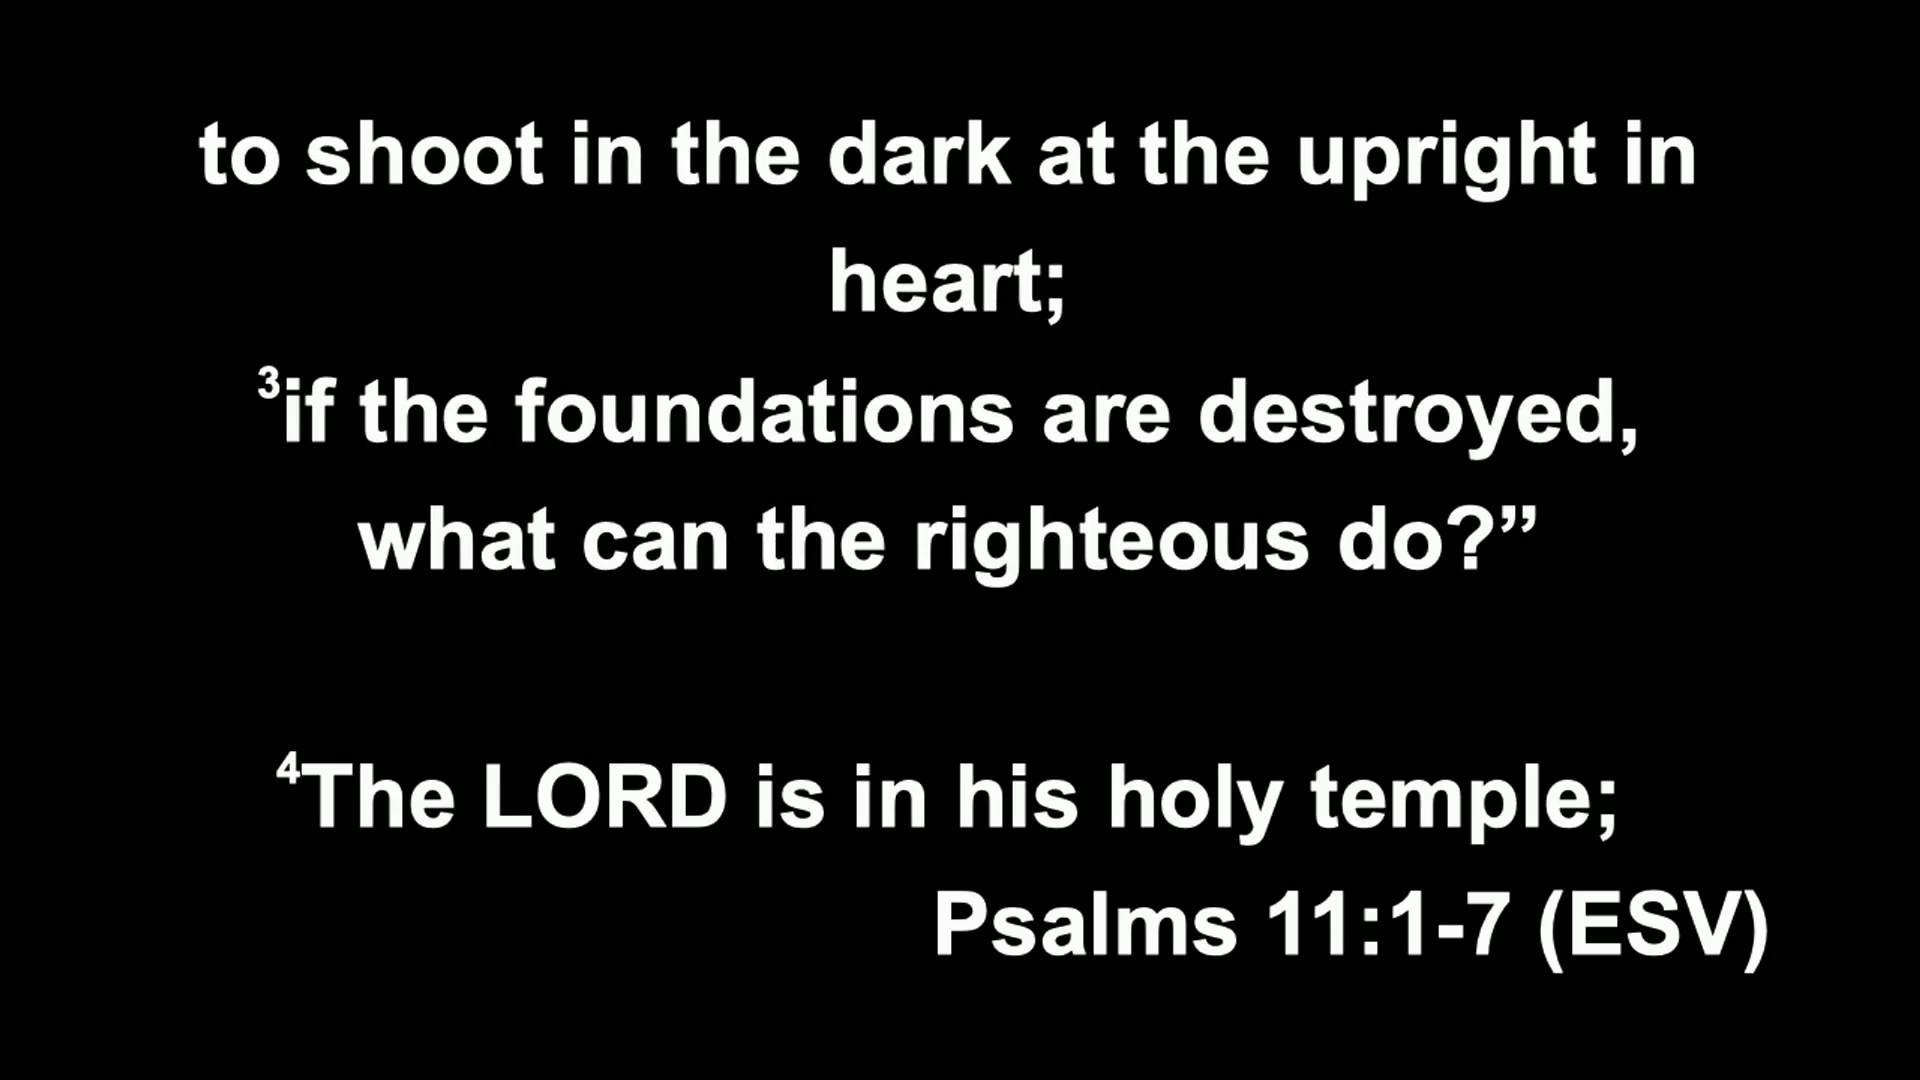 to shoot in the dark at the upright in
heart;
³if the foundations are destroyed,
what can the righteous do?”
⁴The LORD is in his holy temple;
Psalms 11:1-7 (ESV)